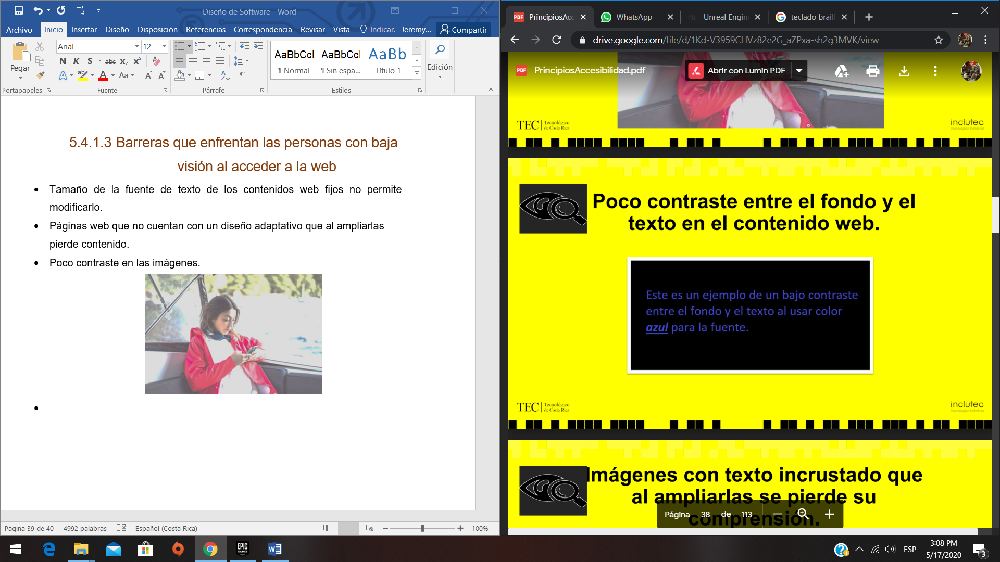 Diseño de Software - Word
Archivo Inicio Insertar Diseño Disposición Referencias Correspondencia Revisar Vista Indicar. Jeremy... Compartir
Pegar
Arial 12
N K S abc x₂ x²
A ab A Aa A A
AaBbCcI AaBbCcI AaBb
¶ Normal ¶ Sin espa... Título 1
Edición
Portapapeles Fuente Párrafo Estilos
5.4.1.3 Barreras que enfrentan las personas con baja
visión al acceder a la web
• Tamaño de la fuente de texto de los contenidos web fijos no permite
modificarlo.
• Páginas web que no cuentan con un diseño adaptativo que al ampliarlas
pierde contenido.
• Poco contraste en las imágenes.
•
Página 39 de 40 4992 palabras Español (Costa Rica) 100%
PDF PrincipiosAcc WhatsApp Unreal Engin teclado braill
drive.google.com/file/d/1Kd-V3959CHVz82e2G_aZPxa-sh2g3MVK/view
PDF PrincipiosAccesibilidad.pdf Abrir con Lumin PDF
TEC Tecnológico
de Costa Rica
inclutec
Poco contraste entre el fondo y el
texto en el contenido web.
Este es un ejemplo de un bajo contraste
entre el fondo y el texto al usar color
azul para la fuente.
TEC Tecnológico
de Costa Rica
inclutec
Imágenes con texto incrustado que
al ampliarlas se pierde su
comprensión.
Página 38 de 113
EPIC
GAMES
ESP
3:08 PM
5/17/2020
3